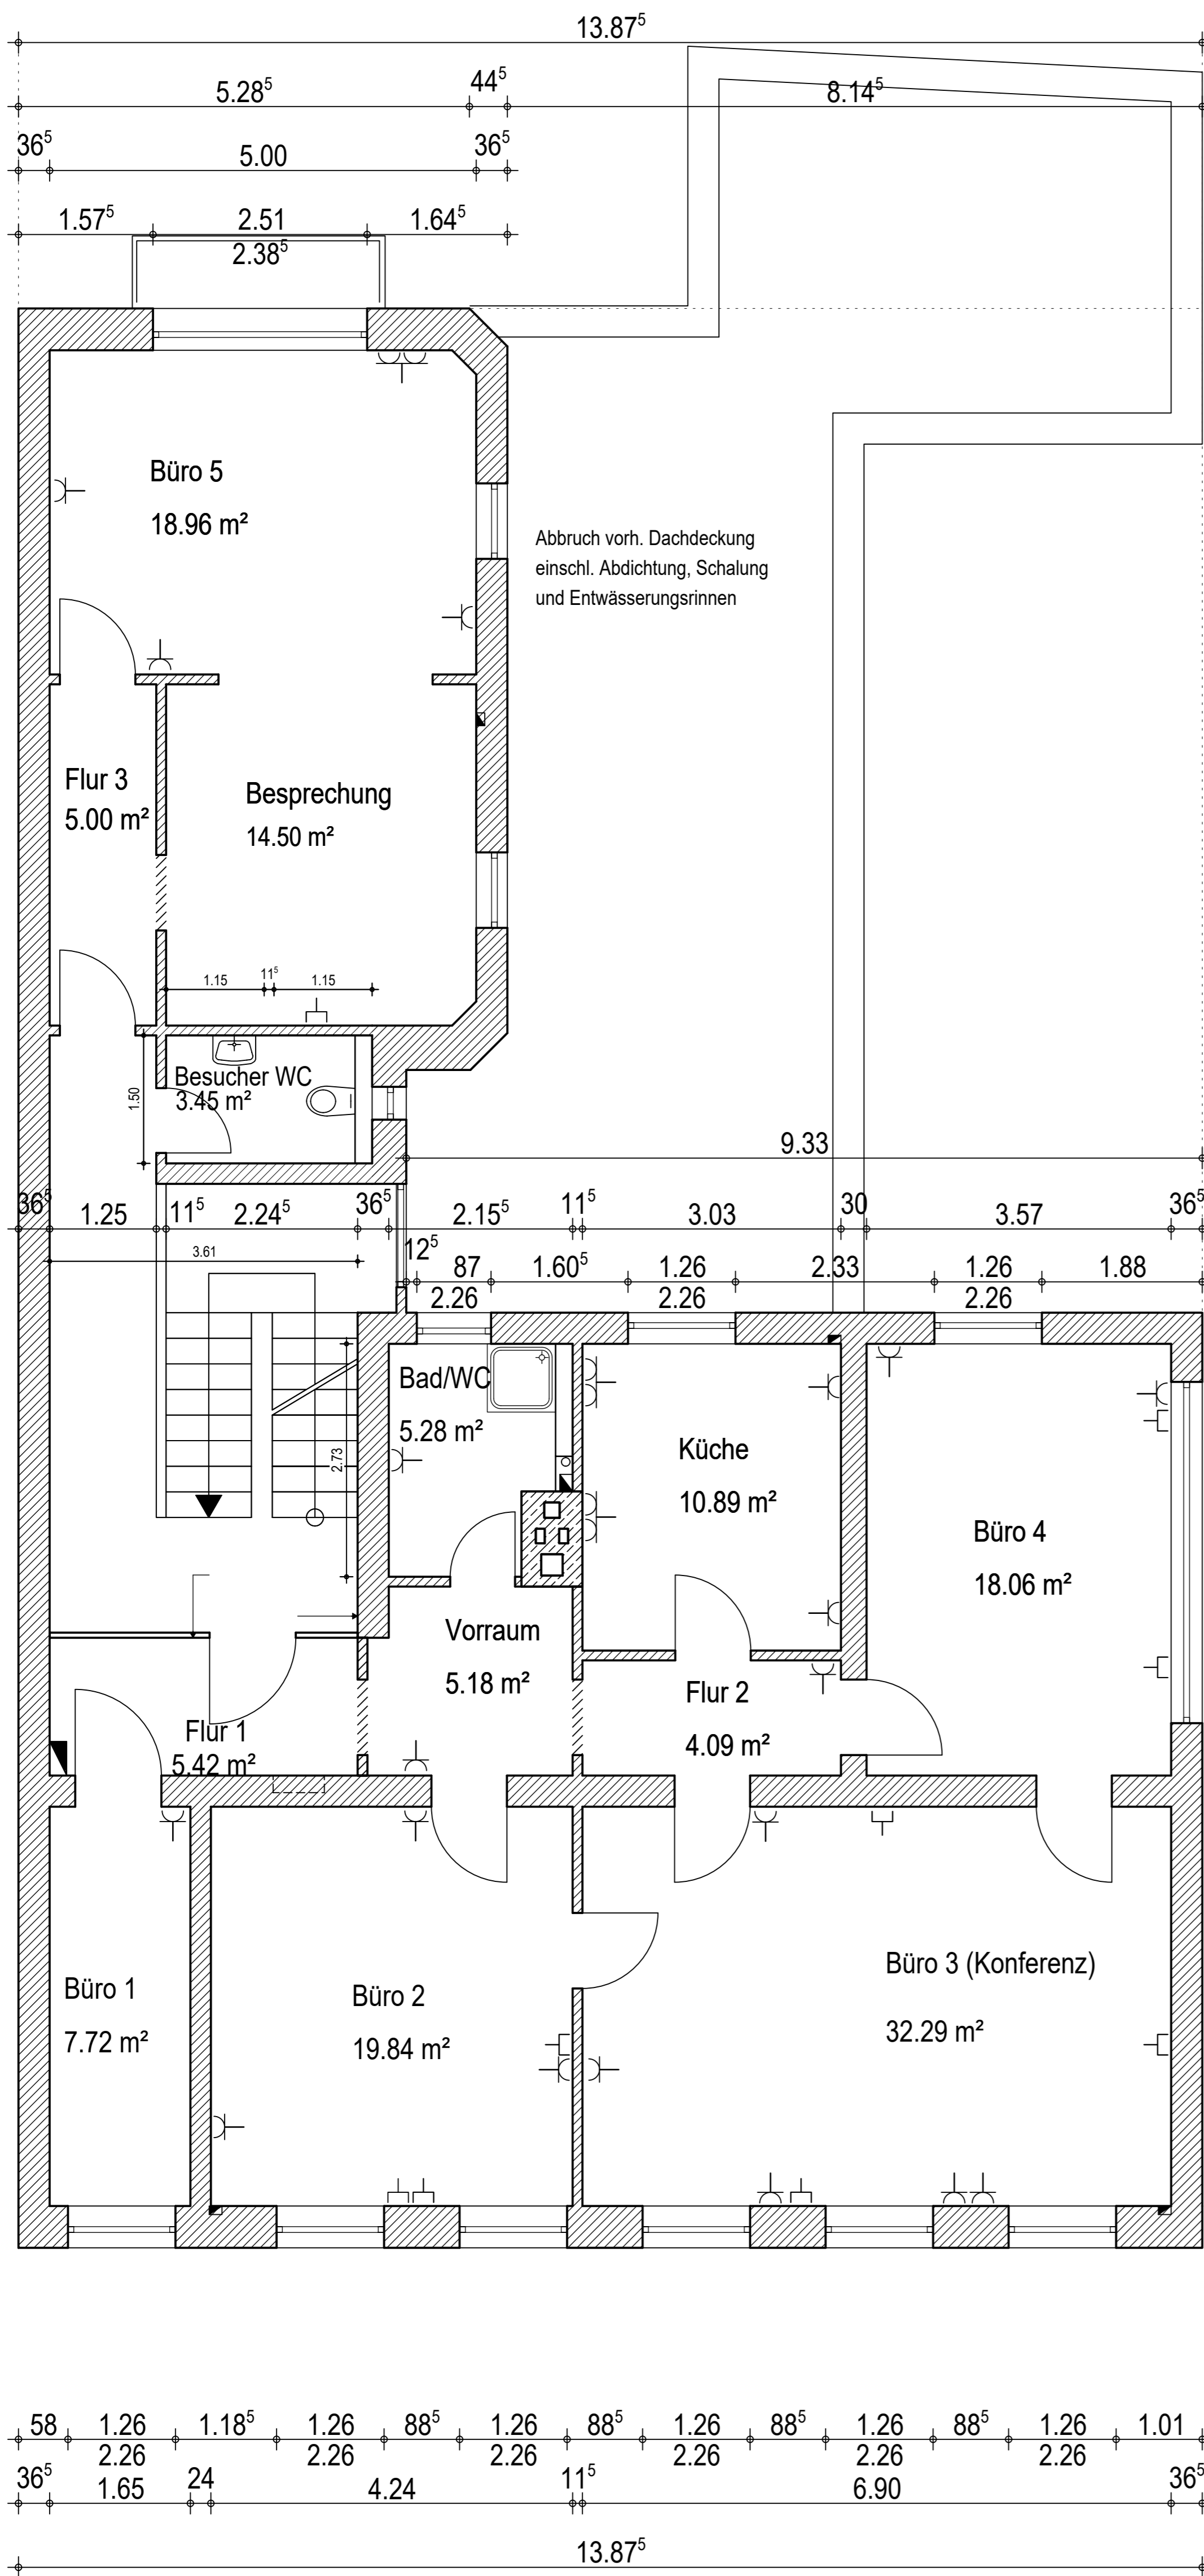 13.87⁵
5.28⁵ 44⁵ 8.14⁵
36⁵ 5.00 36⁵
1.57⁵ 2.51 1.64⁵
2.38⁵
Büro 5
18.96 m²
Abbruch vorh. Dachdeckung
einschl. Abdichtung, Schalung
und Entwässerungsrinnen
Flur 3
5.00 m²
Besprechung
14.50 m²
1.15 11⁵ 1.15
1.50
Besucher WC
3.45 m²
9.33
36⁵ 1.25 11⁵ 2.24⁵ 36⁵ 2.15⁵ 11⁵ 3.03 30 3.57 36⁵
3.61
12⁵ 87 1.60⁵ 1.26 2.33 1.26 1.88
2.26 2.26 2.26
Bad/WC
5.28 m²
2.73
Küche
10.89 m²
Büro 4
18.06 m²
Vorraum
5.18 m²
Flur 2
4.09 m²
Flur 1
5.42 m²
Büro 1
7.72 m²
Büro 2
19.84 m²
Büro 3 (Konferenz)
32.29 m²
58 1.26 1.18⁵ 1.26 88⁵ 1.26 88⁵ 1.26 88⁵ 1.26 88⁵ 1.26 1.01
2.26 2.26 2.26 2.26 2.26 2.26
36⁵ 1.65 24 4.24 11⁵ 6.90 36⁵
13.87⁵